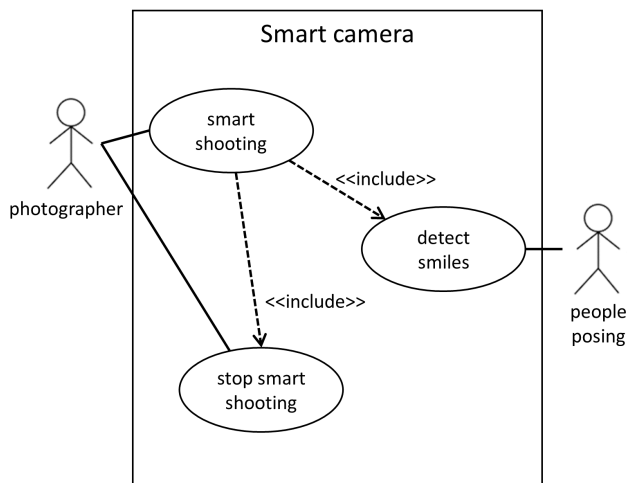 Smart camera
smart
shooting
photographer
<<include>>
detect
smiles
people
posing
<<include>>
stop smart
shooting